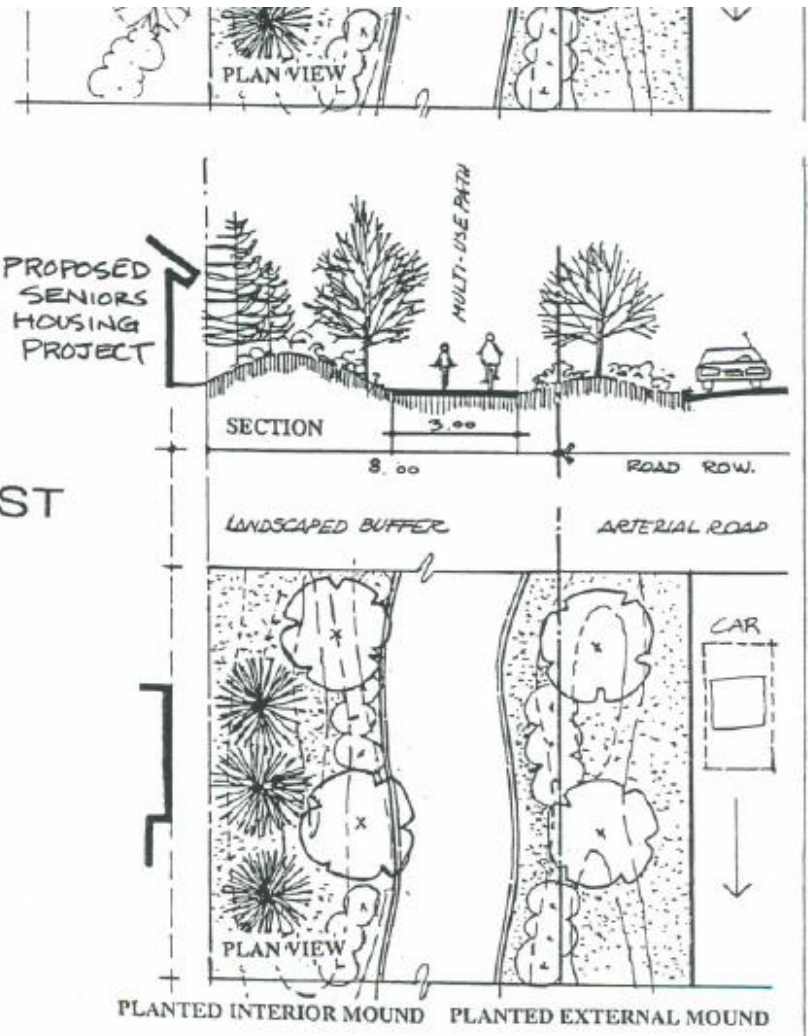 PLAN VIEW
MULTI-USE PATH
PROPOSED
SENIORS
HOUSING
PROJECT
SECTION
3.00
8.00
ROAD ROW.
ST
LANDSCAPED BUFFER
ARTERIAL ROAD
CAR
PLAN VIEW
PLANTED INTERIOR MOUND
PLANTED EXTERNAL MOUND